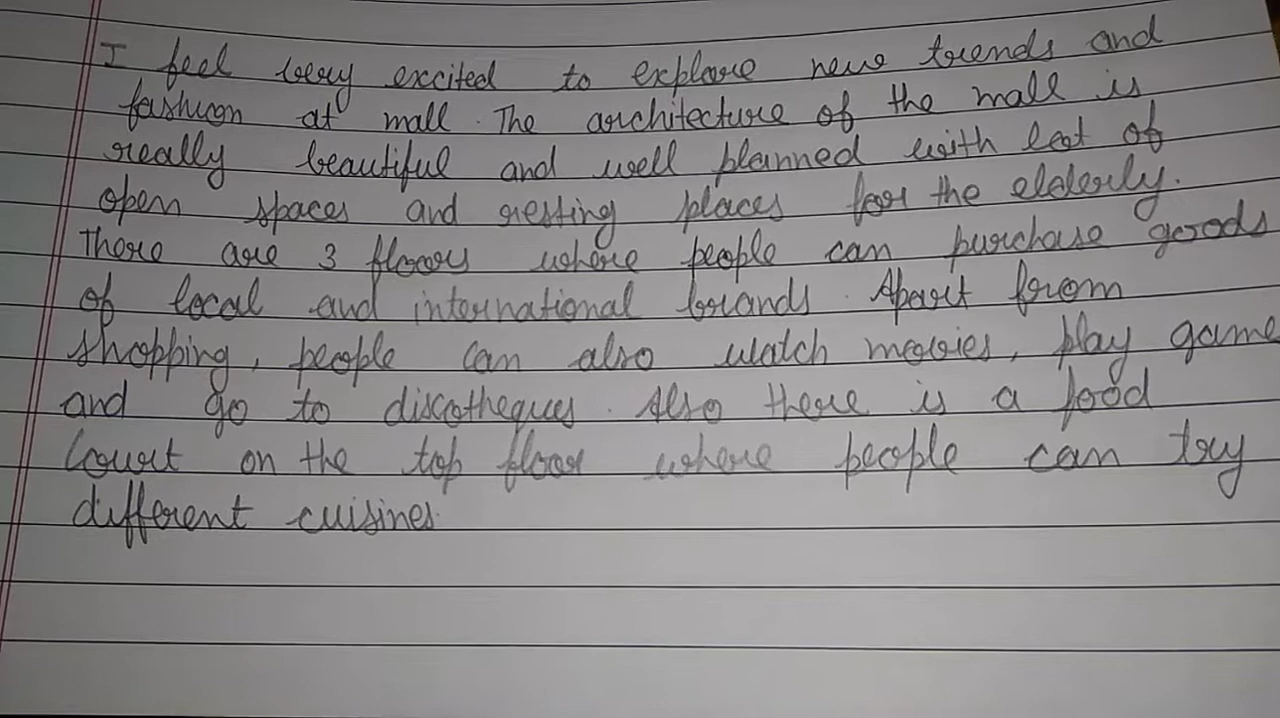 I feel very excited to explore new trends and
fashion at mall. The architecture of the mall is
really beautiful and well planned with lot of
open spaces and resting places for the elderly.
There are 3 floors where people can purchase goods
of local and international brands. Apart from
shopping, people can also watch movies, play game
and go to discotheques. Also there is a food
court on the top floor where people can try
different cuisines.